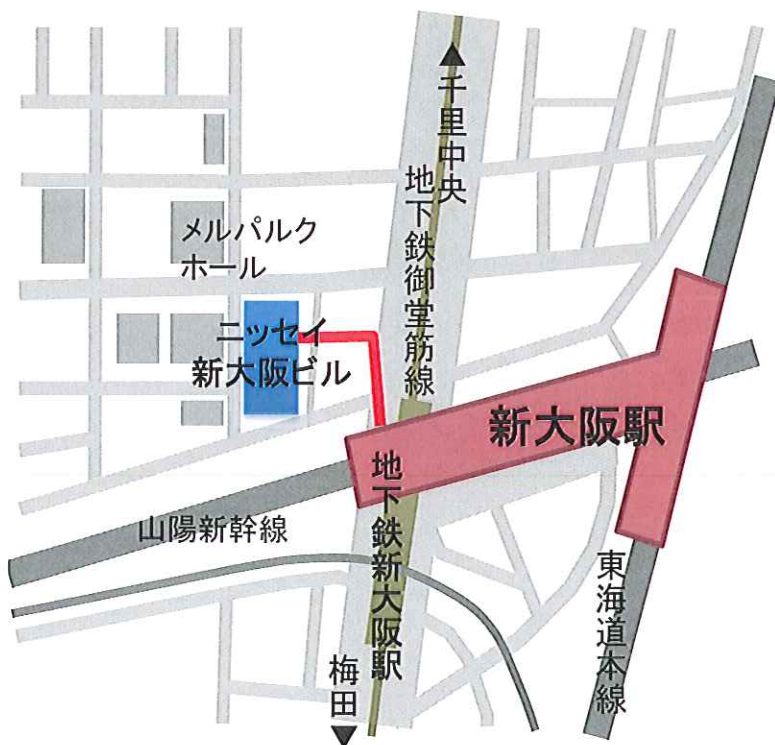 ▲千里中央
地下鉄御堂筋線
メルパルク
ホール
ニッセイ
新大阪ビル
新大阪駅
地下鉄新大阪駅
山陽新幹線
東海道本線
梅田▼